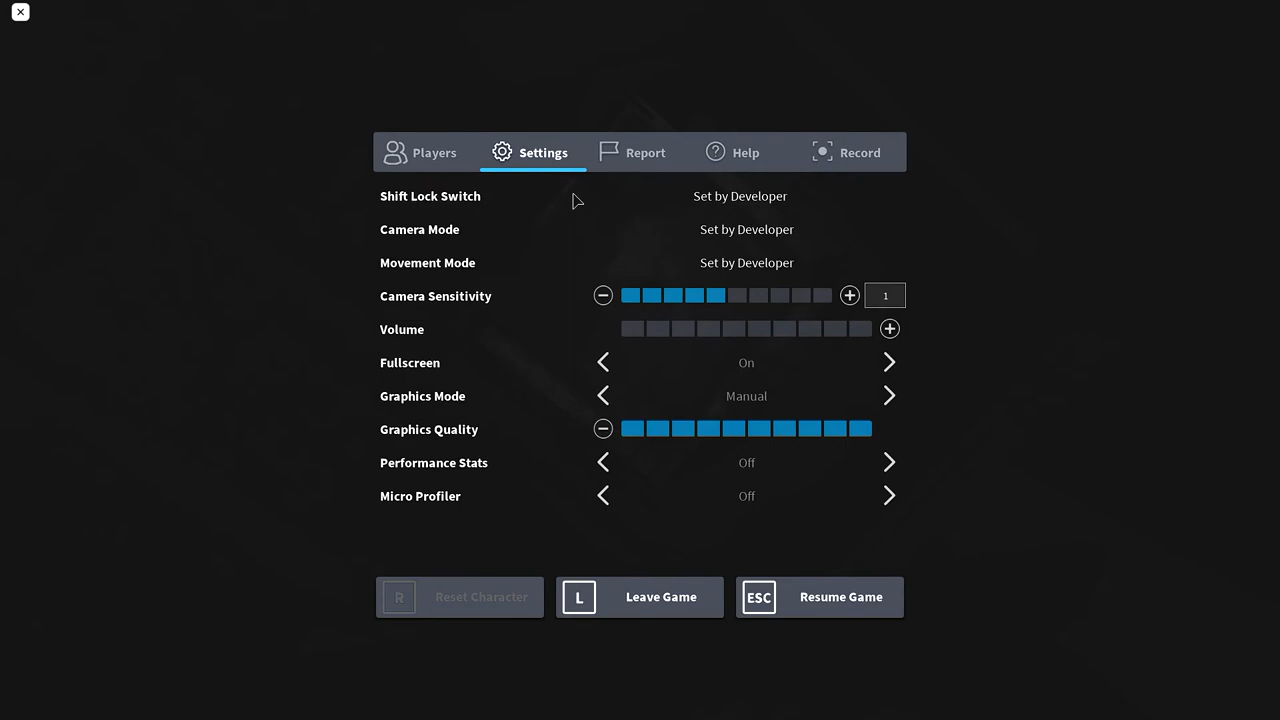 Players
Settings
Report
Help
Record
Shift Lock Switch Set by Developer
Camera Mode Set by Developer
Movement Mode Set by Developer
Camera Sensitivity 1
Volume
Fullscreen On
Graphics Mode Manual
Graphics Quality
Performance Stats Off
Micro Profiler Off
R Reset Character
L Leave Game
ESC Resume Game